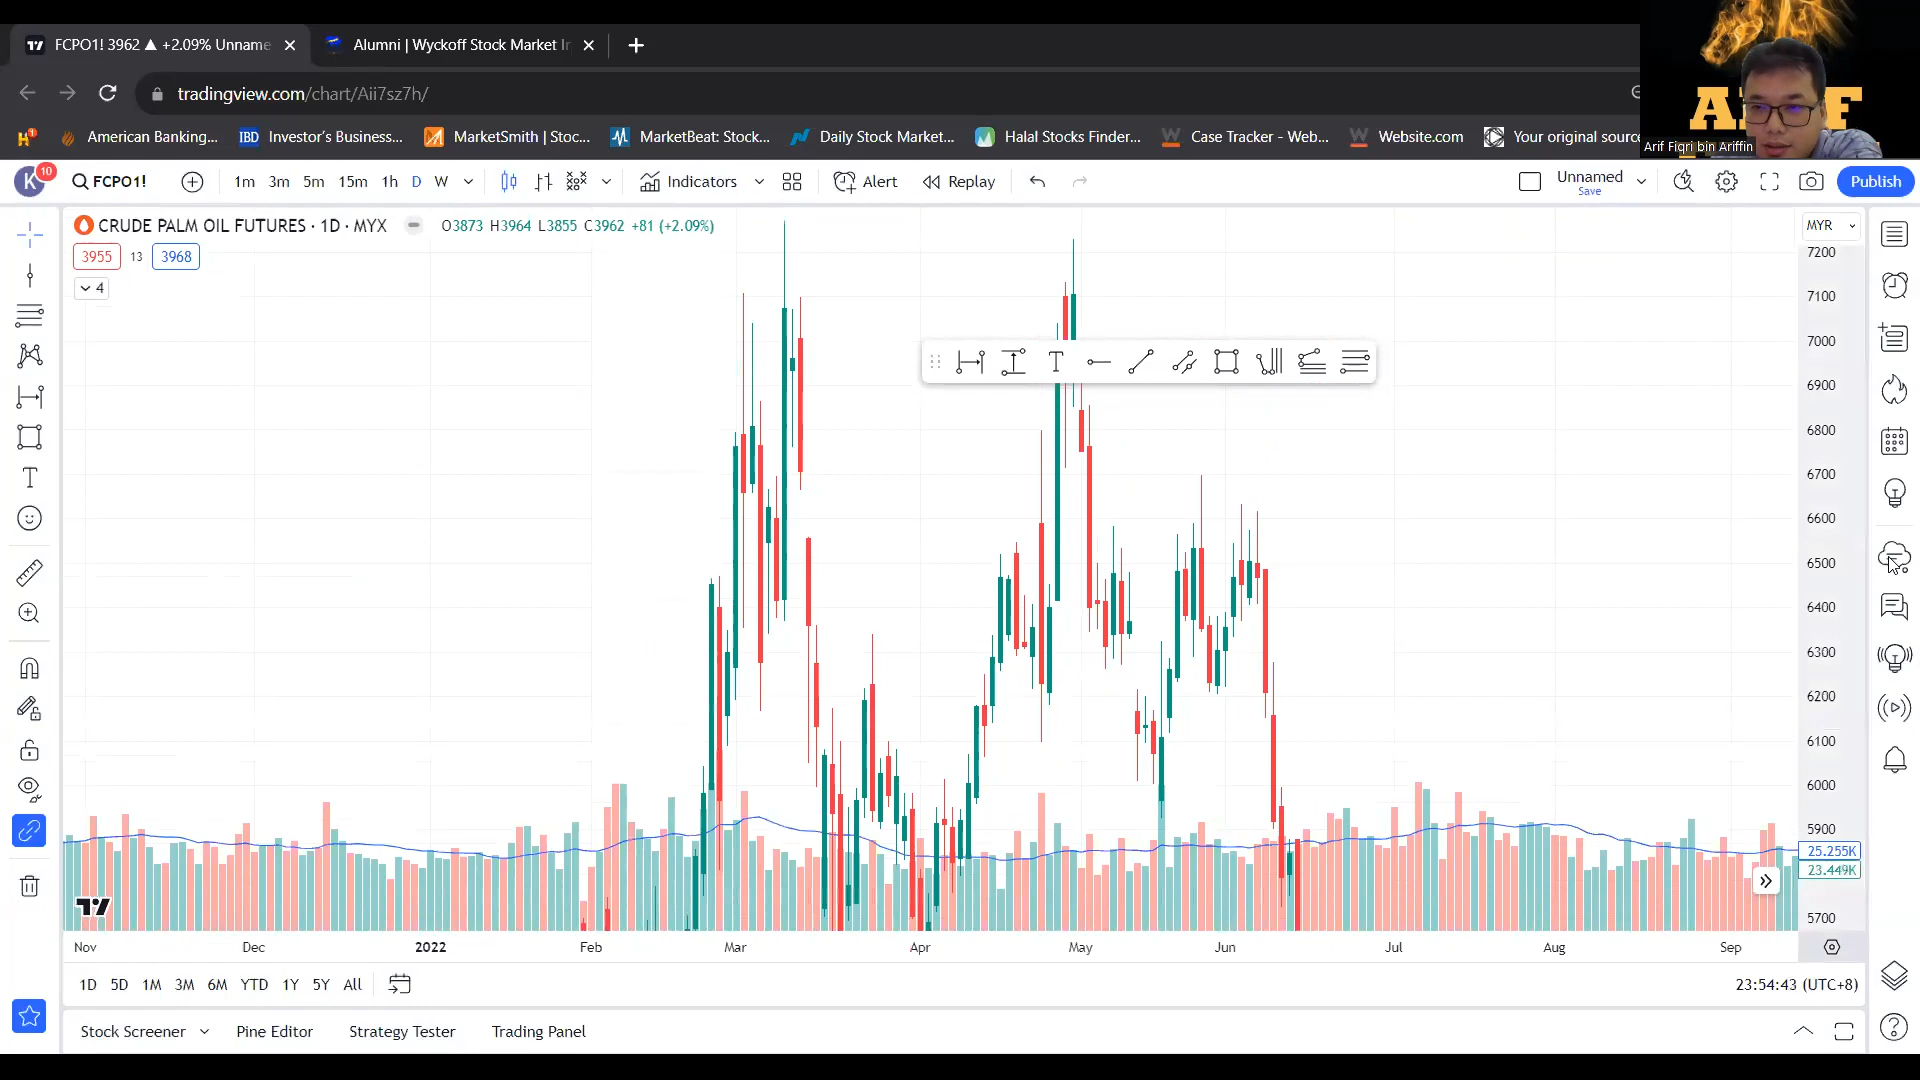 FCPO1! 3962 ▲ +2.09% Unname
Alumni | Wyckoff Stock Market In
tradingview.com/chart/Aii7sz7h/
American Banking...
IBD
Investor's Business...
MarketSmith | Stoc...
MarketBeat: Stock...
Daily Stock Market...
Halal Stocks Finder...
Case Tracker - Web...
Website.com
Your original source
Arif Fiqri bin Ariffin
K
10
FCPO1!
1m
3m
5m
15m
1h
D
W
Indicators
Alert
Replay
Unnamed
Save
Publish
CRUDE PALM OIL FUTURES · 1D · MYX
O3873 H3964 L3855 C3962 +81 (+2.09%)
MYR
3955
13
3968
4
7200
7100
7000
6900
6800
6700
6600
6500
6400
6300
6200
6100
6000
5900
25.255K
23.449K
5700
Nov
Dec
2022
Feb
Mar
Apr
May
Jun
Jul
Aug
Sep
1D
5D
1M
3M
6M
YTD
1Y
5Y
All
23:54:43 (UTC+8)
Stock Screener
Pine Editor
Strategy Tester
Trading Panel